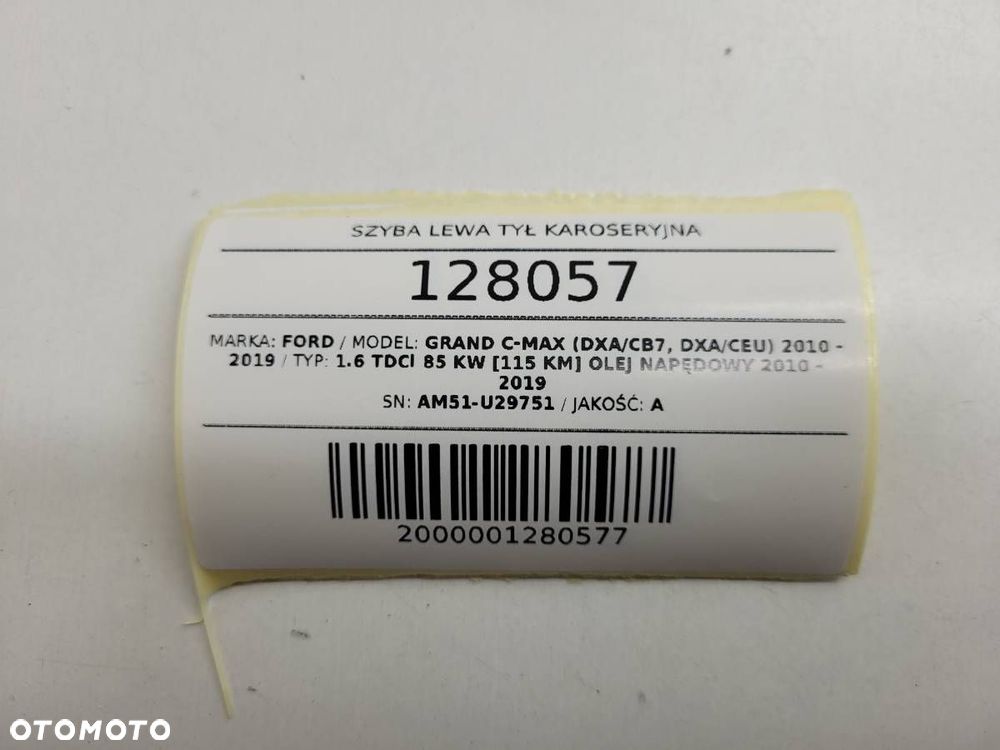 SZYBA LEWA TYŁ KAROSERYJNA
128057
MARKA: FORD / MODEL: GRAND C-MAX (DXA/CB7, DXA/CEU) 2010 -
2019 / TYP: 1.6 TDCI 85 KW [115 KM] OLEJ NAPĘDOWY 2010 -
2019
SN: AM51-U29751 / JAKOŚĆ: A
2000001280577
OTOMOTO